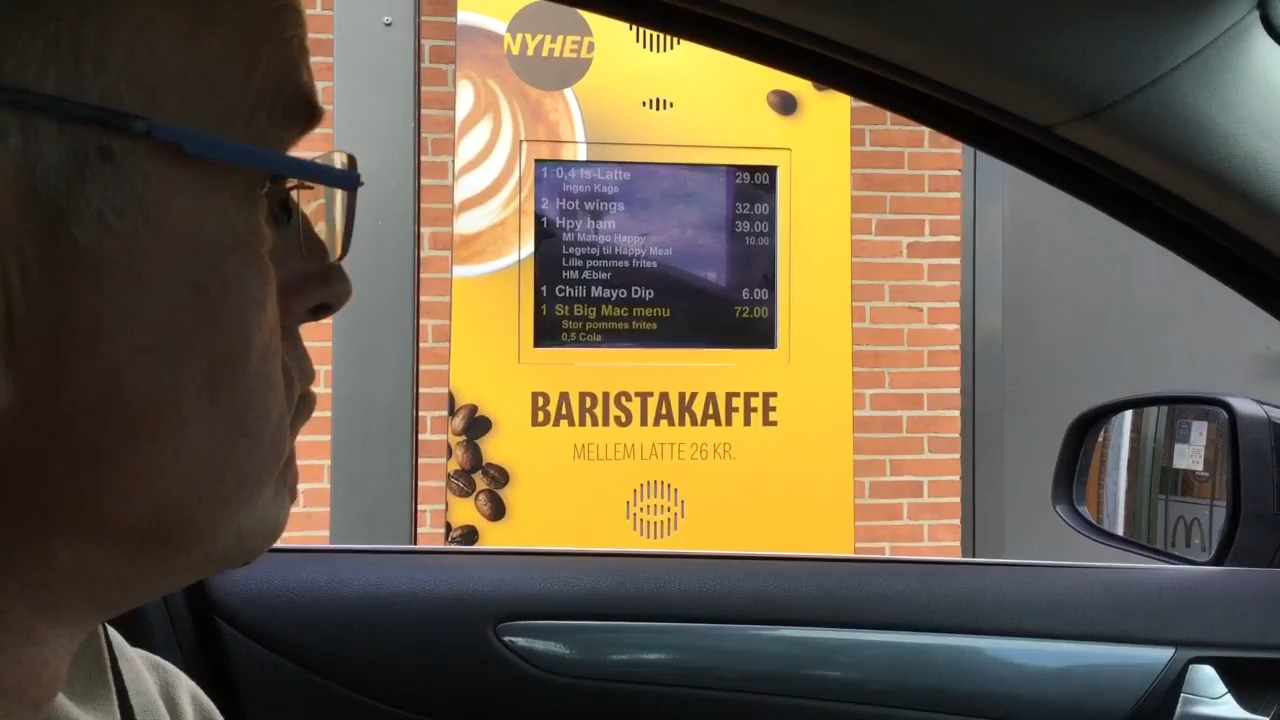 NYHED
1 0,4 Is-Latte 29.00
Ingen Kage
2 Hot wings 32.00
1 Hpy ham 39.00
MI Mango Happy 10.00
Legetøj til Happy Meal
Lille pommes frites
HM Æbler
1 Chili Mayo Dip 6.00
1 St Big Mac menu 72.00
Stor pommes frites
0,5 Cola
BARISTAKAFFE
MELLEM LATTE 26 KR.